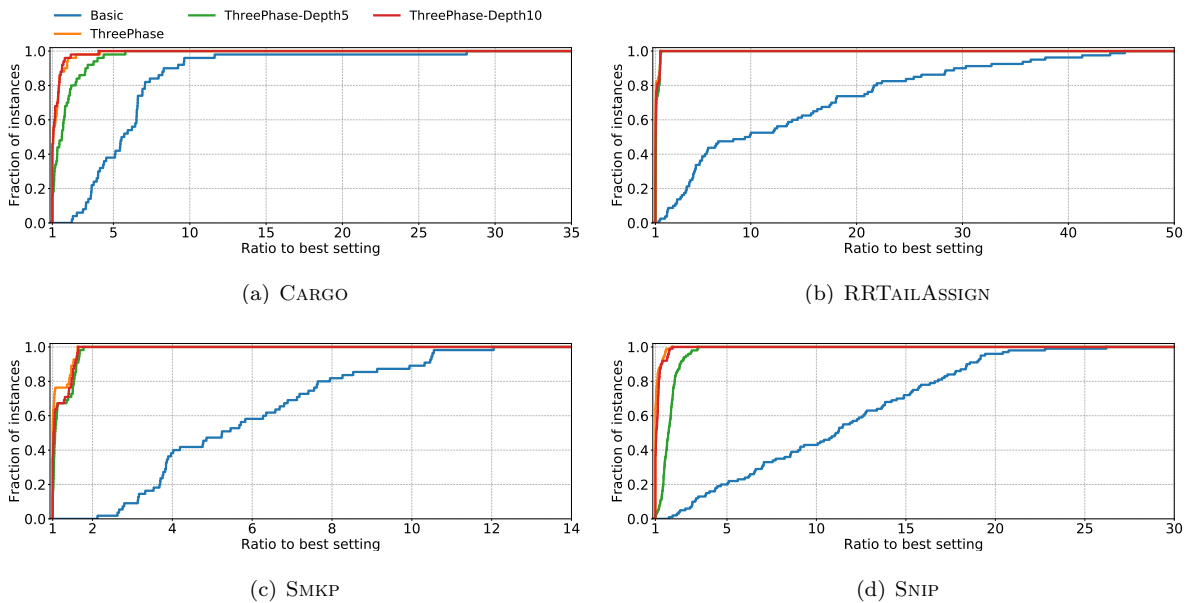 Basic
ThreePhase
ThreePhase-Depth5
ThreePhase-Depth10
Fraction of instances
1.0
0.8
0.6
0.4
0.2
0.0
1 5 10 15 20 25 30 35
Ratio to best setting
(a) CARGO
Fraction of instances
1.0
0.8
0.6
0.4
0.2
0.0
1 10 20 30 40 50
Ratio to best setting
(b) RRTAILASSIGN
Fraction of instances
1.0
0.8
0.6
0.4
0.2
0.0
1 2 4 6 8 10 12 14
Ratio to best setting
(c) SMKP
Fraction of instances
1.0
0.8
0.6
0.4
0.2
0.0
1 5 10 15 20 25 30
Ratio to best setting
(d) SNIP